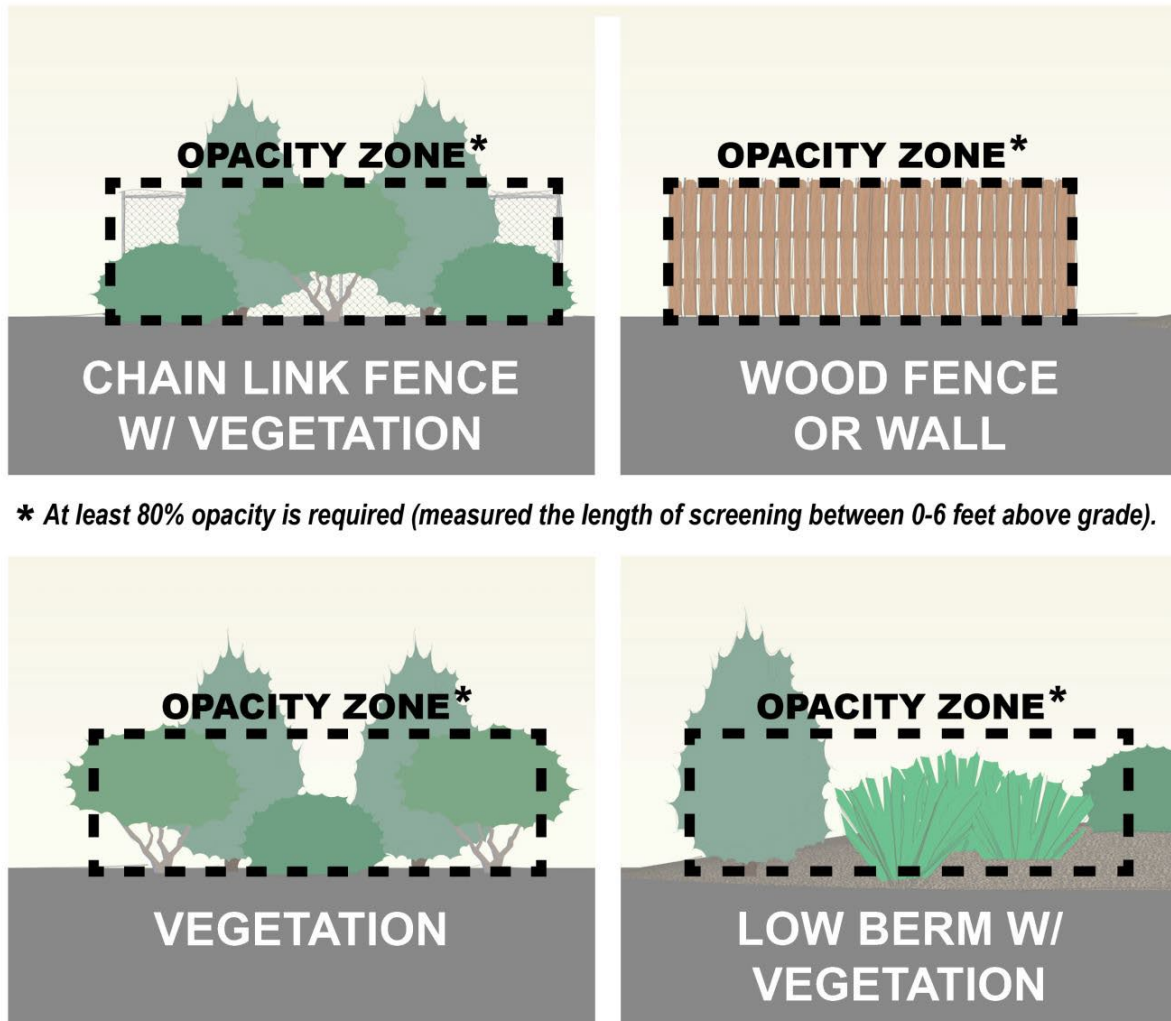 OPACITY ZONE*
CHAIN LINK FENCE
W/ VEGETATION
OPACITY ZONE*
WOOD FENCE
OR WALL
* At least 80% opacity is required (measured the length of screening between 0-6 feet above grade).
OPACITY ZONE*
VEGETATION
OPACITY ZONE*
LOW BERM W/
VEGETATION